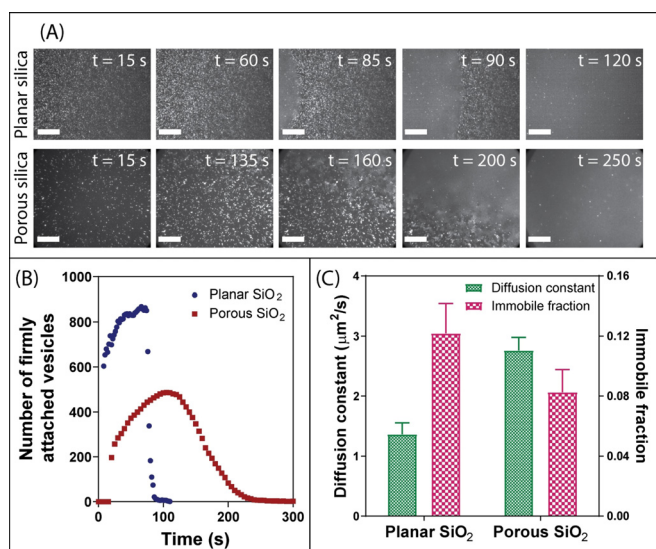 (A)
Planar silica
t = 15 s
t = 60 s
t = 85 s
t = 90 s
t = 120 s
Porous silica
t = 15 s
t = 135 s
t = 160 s
t = 200 s
t = 250 s
(B)
1000
800
600
400
200
0
Number of firmly
attached vesicles
Planar SiO2
Porous SiO2
0
100
200
300
Time (s)
(C)
4
3
2
1
0
Diffusion constant (μm²/s)
Diffusion constant
Immobile fraction
0.16
0.12
0.08
0.04
0.00
Immobile
fraction
Planar SiO2
Porous SiO2